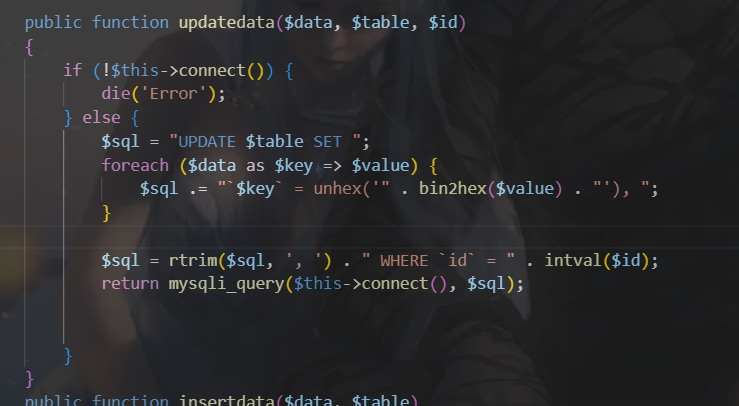 public function updatedata($data, $table, $id)
{
if (!$this->connect()) {
die('Error');
} else {
$sql = "UPDATE $table SET ";
foreach ($data as $key => $value) {
$sql .= "`$key` = unhex('" . bin2hex($value) . "'), ";
}
$sql = rtrim($sql, ', ') . " WHERE `id` = " . intval($id);
return mysqli_query($this->connect(), $sql);
}
}
public function insertdata($data, $table)